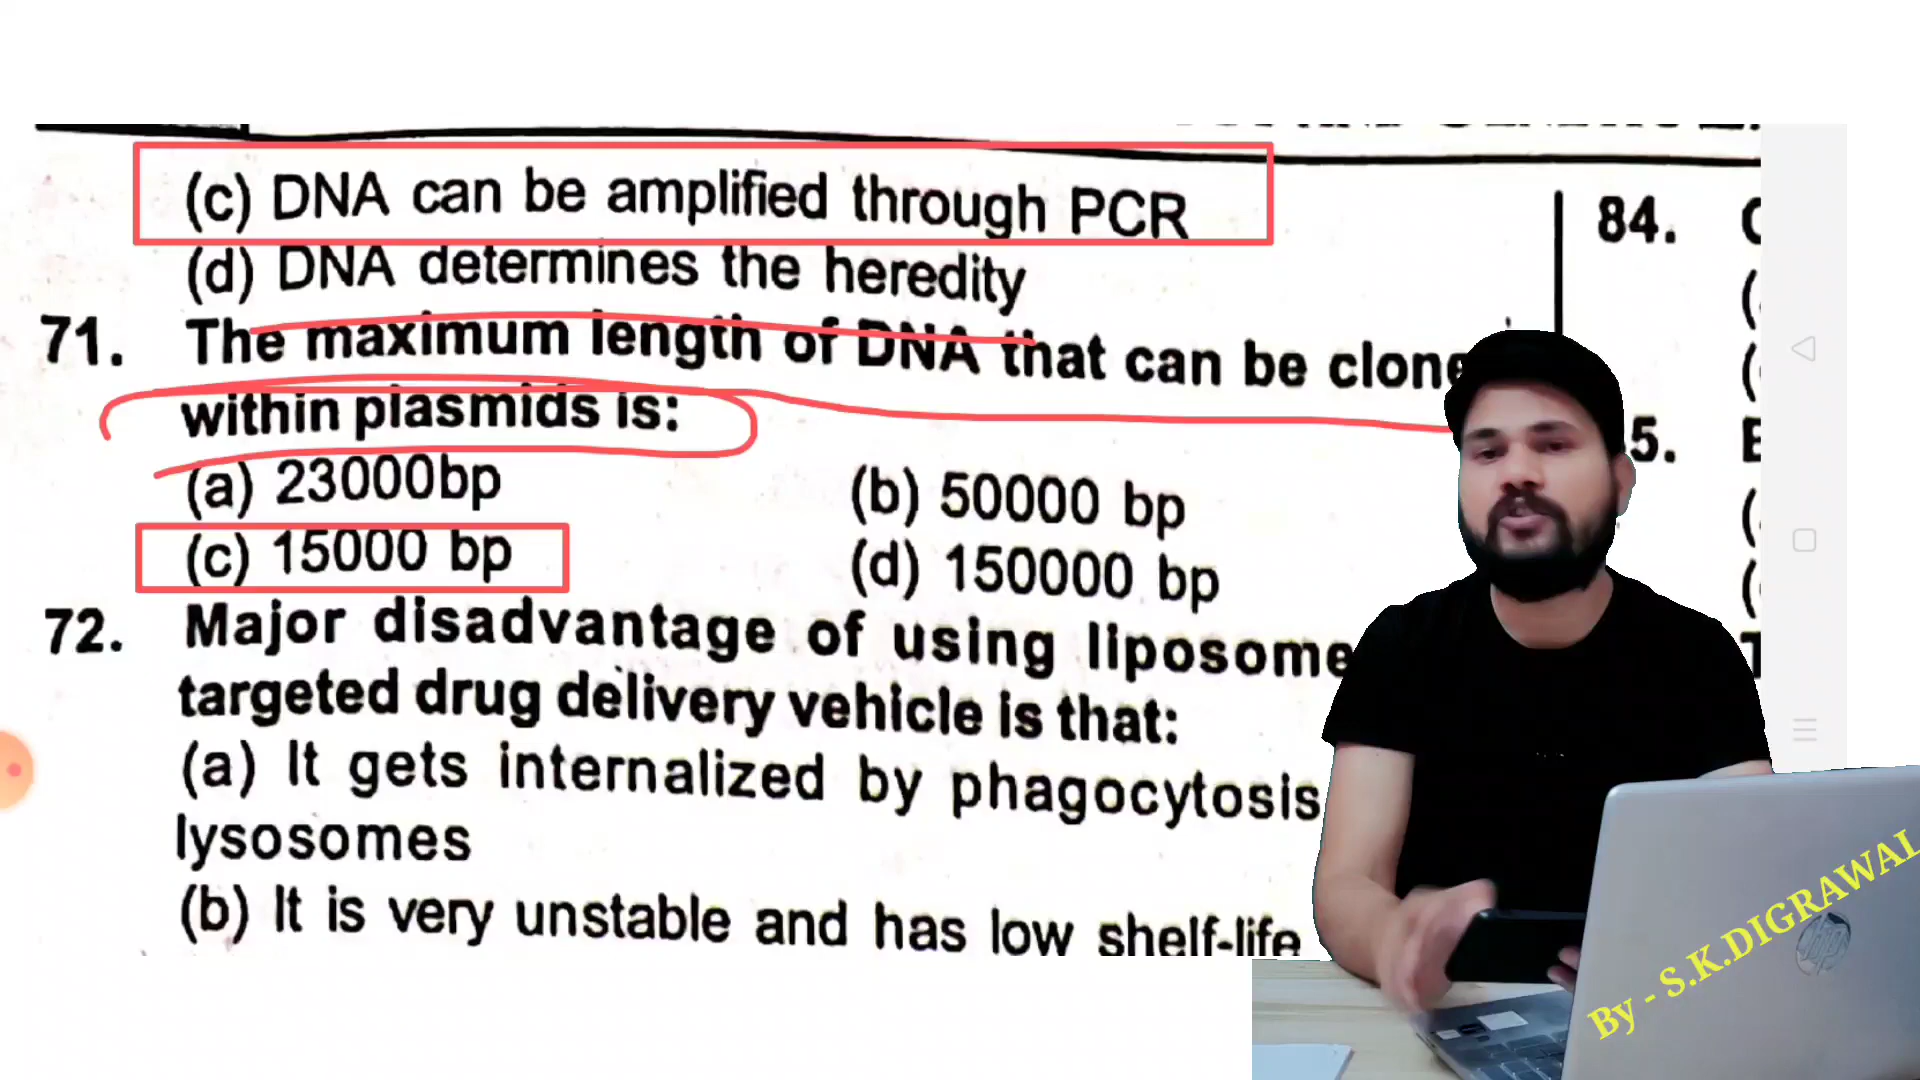 (c) DNA can be amplified through PCR
(d) DNA determines the heredity
71. The maximum length of DNA that can be clone
within plasmids is:
(a) 23000bp (b) 50000 bp
(c) 15000 bp (d) 150000 bp
72. Major disadvantage of using liposome
targeted drug delivery vehicle is that:
(a) It gets internalized by phagocytosis
lysosomes
(b) It is very unstable and has low shelf-life
84.
5.
hp
By - S.K.DIGRAWAL